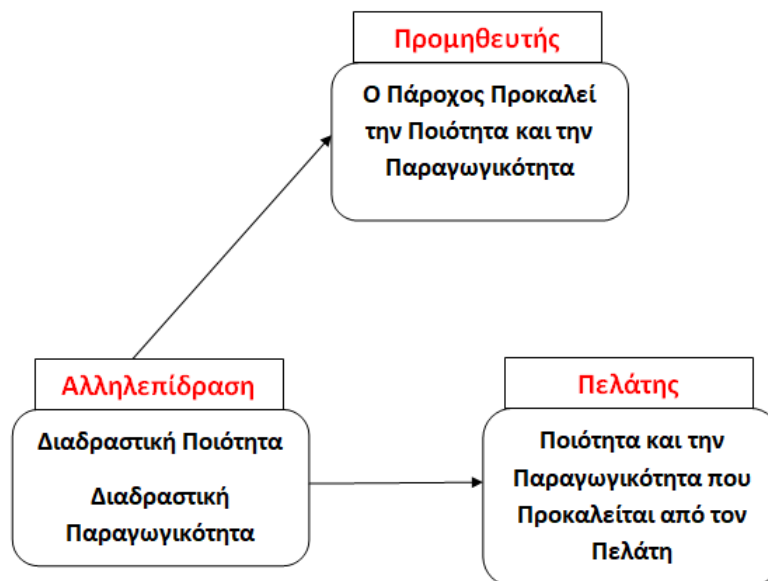 Προμηθευτής
Ο Πάροχος Προκαλεί
την Ποιότητα και την
Παραγωγικότητα
Αλληλεπίδραση
Διαδραστική Ποιότητα
Διαδραστική
Παραγωγικότητα
Πελάτης
Ποιότητα και την
Παραγωγικότητα που
Προκαλείται από τον
Πελάτη